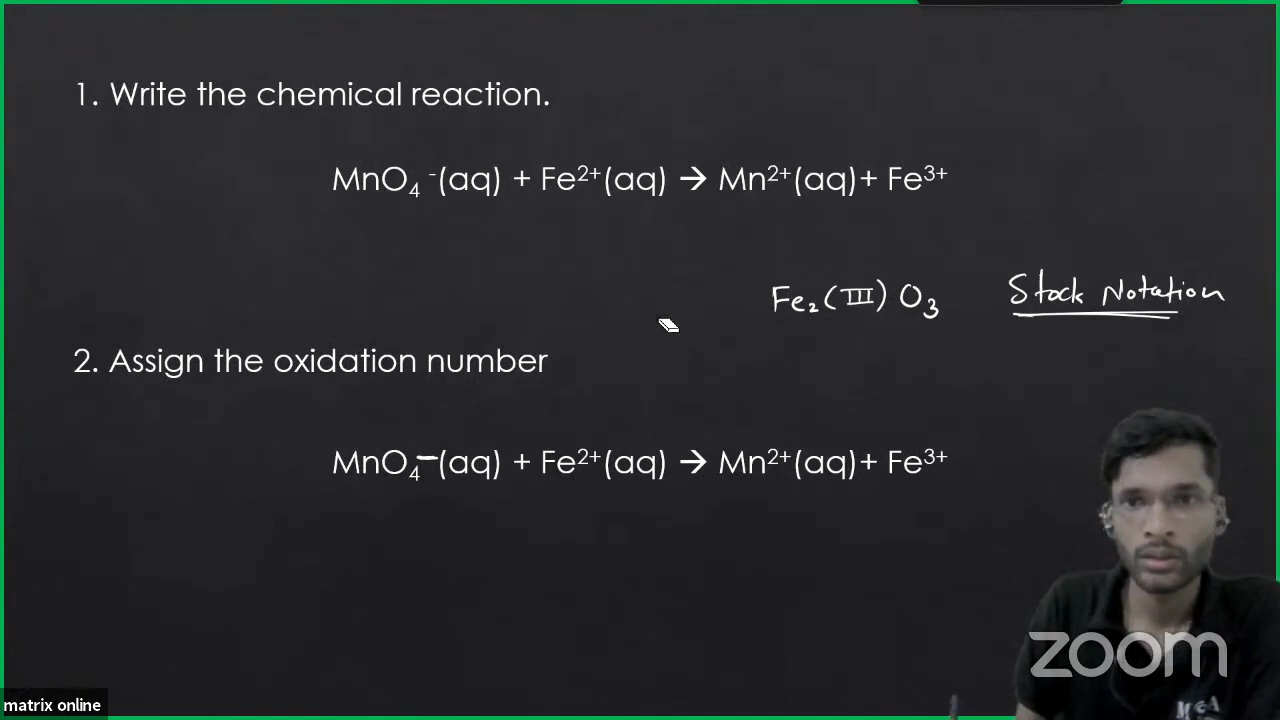 1. Write the chemical reaction.
MnO₄ ⁻(aq) + Fe²⁺(aq) → Mn²⁺(aq)+ Fe³⁺
Fe₂(III) O₃ Stock Notation
2. Assign the oxidation number
MnO₄⁻(aq) + Fe²⁺(aq) → Mn²⁺(aq)+ Fe³⁺
zoom
matrix online